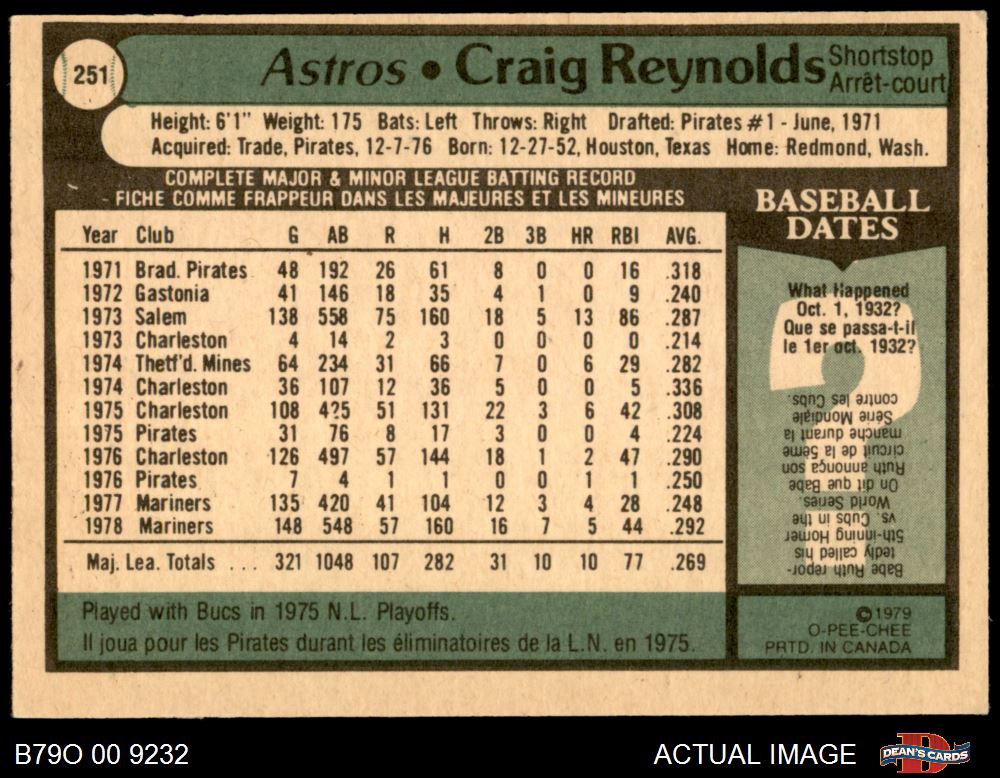 251
Astros • Craig Reynolds Shortstop
Arrêt-court
Height: 6'1" Weight: 175 Bats: Left Throws: Right Drafted: Pirates #1 - June, 1971
Acquired: Trade, Pirates, 12-7-76 Born: 12-27-52, Houston, Texas Home: Redmond, Wash.
COMPLETE MAJOR & MINOR LEAGUE BATTING RECORD
- FICHE COMME FRAPPEUR DANS LES MAJEURES ET LES MINEURES
Year Club G AB R H 2B 3B HR RBI AVG.
1971 Brad. Pirates 48 192 26 61 8 0 0 16 .318
1972 Gastonia 41 146 18 35 4 1 0 9 .240
1973 Salem 138 558 75 160 18 5 13 86 .287
1973 Charleston 4 14 2 3 0 0 0 0 .214
1974 Thetf'd. Mines 64 234 31 66 7 0 6 29 .282
1974 Charleston 36 107 12 36 5 0 0 5 .336
1975 Charleston 108 425 51 131 22 3 6 42 .308
1975 Pirates 31 76 8 17 3 0 0 4 .224
1976 Charleston 126 497 57 144 18 1 2 47 .290
1976 Pirates 7 4 1 1 0 0 1 1 .250
1977 Mariners 135 420 41 104 12 3 4 28 .248
1978 Mariners 148 548 57 160 16 7 5 44 .292
Maj. Lea. Totals ... 321 1048 107 282 31 10 10 77 .269
Played with Bucs in 1975 N.L. Playoffs.
Il joua pour les Pirates durant les éliminatoires de la L.N. en 1975.
BASEBALL
DATES
What Happened
Oct. 1, 1932?
Que se passa-t-il
le 1er oct. 1932?
Babe Ruth repor-
tedly called his
5th-inning Homer
vs. Cubs in the
World Series.
On dit que Babe
Ruth annonça son
circuit de la 5ème
manche durant la
Série Mondiale
contre les Cubs.
©1979
O-PEE-CHEE
PRTD. IN CANADA
B79O 00 9232
ACTUAL IMAGE
DEAN'S CARDS